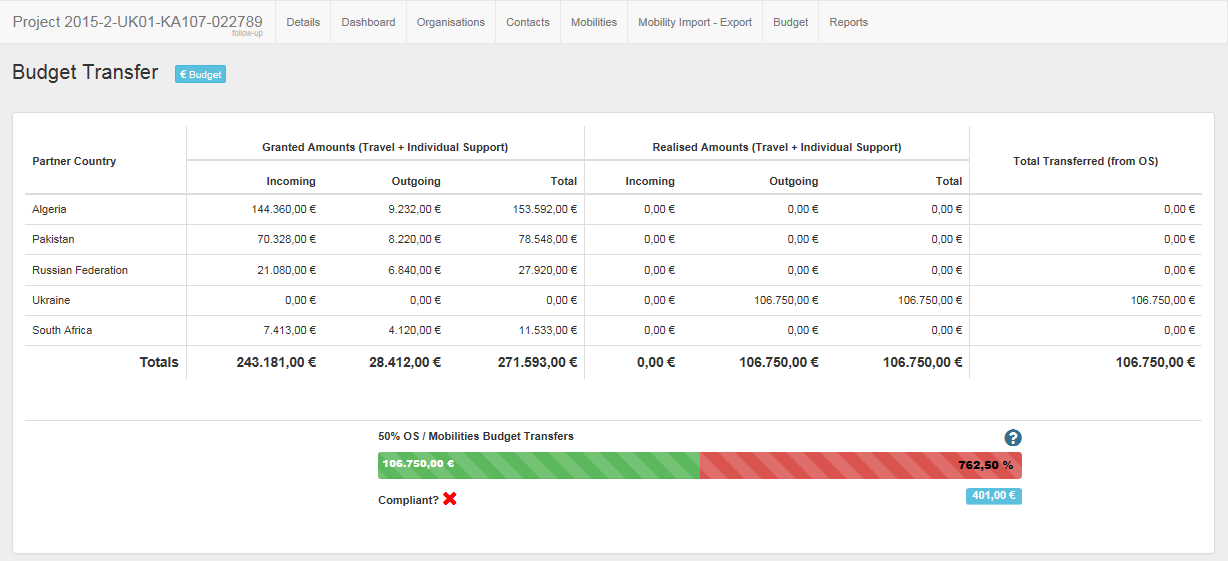 Project 2015-2-UK01-KA107-022789 Details Dashboard Organisations Contacts Mobilities Mobility Import - Export Budget Reports
follow-up
Budget Transfer € Budget
Partner Country Granted Amounts (Travel + Individual Support) Realised Amounts (Travel + Individual Support) Total Transferred (from OS)
Incoming Outgoing Total Incoming Outgoing Total
Algeria 144.360,00 € 9.232,00 € 153.592,00 € 0,00 € 0,00 € 0,00 € 0,00 €
Pakistan 70.328,00 € 8.220,00 € 78.548,00 € 0,00 € 0,00 € 0,00 € 0,00 €
Russian Federation 21.080,00 € 6.840,00 € 27.920,00 € 0,00 € 0,00 € 0,00 € 0,00 €
Ukraine 0,00 € 0,00 € 0,00 € 0,00 € 106.750,00 € 106.750,00 € 106.750,00 €
South Africa 7.413,00 € 4.120,00 € 11.533,00 € 0,00 € 0,00 € 0,00 € 0,00 €
Totals 243.181,00 € 28.412,00 € 271.593,00 € 0,00 € 106.750,00 € 106.750,00 € 106.750,00 €
50% OS / Mobilities Budget Transfers ?
106.750,00 € 762,50 %
Compliant? 401,00 €